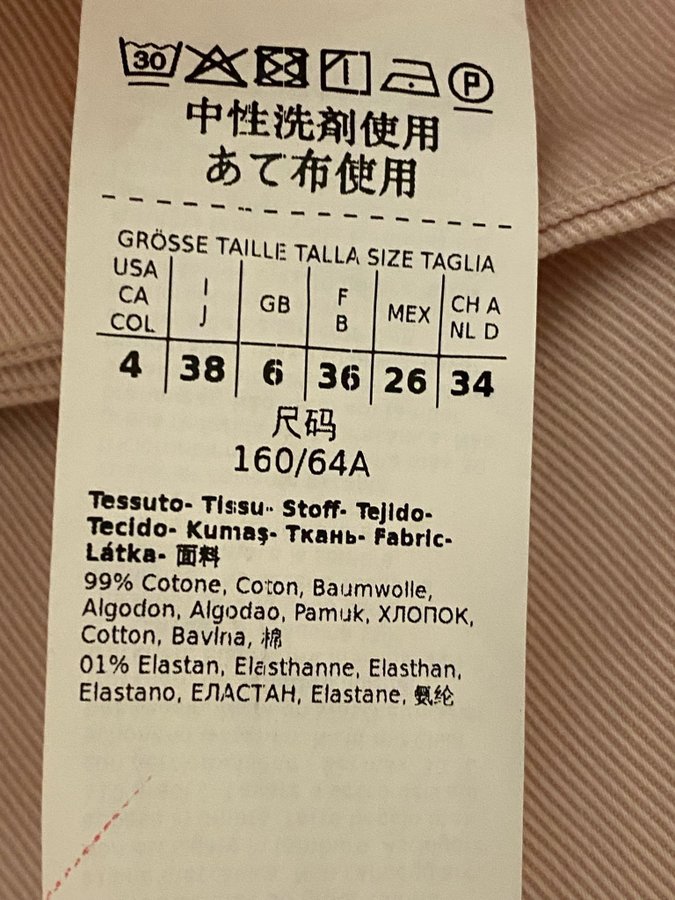 30 P
中性洗剤使用
あて布使用
GRÖSSE TAILLE TALLA SIZE TAGLIA
USA CA COL | I J | GB | F B | MEX | CH A NL D
4 | 38 | 6 | 36 | 26 | 34
尺码
160/64A
Tessuto- Tissu- Stoff- Tejido-
Tecido- Kumaş- Ткань- Fabric-
Látka- 面料
99% Cotone, Coton, Baumwolle,
Algodon, Algodao, Pamuk, ХЛОПОК,
Cotton, Bavlna, 棉
01% Elastan, Elasthanne, Elasthan,
Elastano, ЕЛАСТАН, Elastane, 氨纶